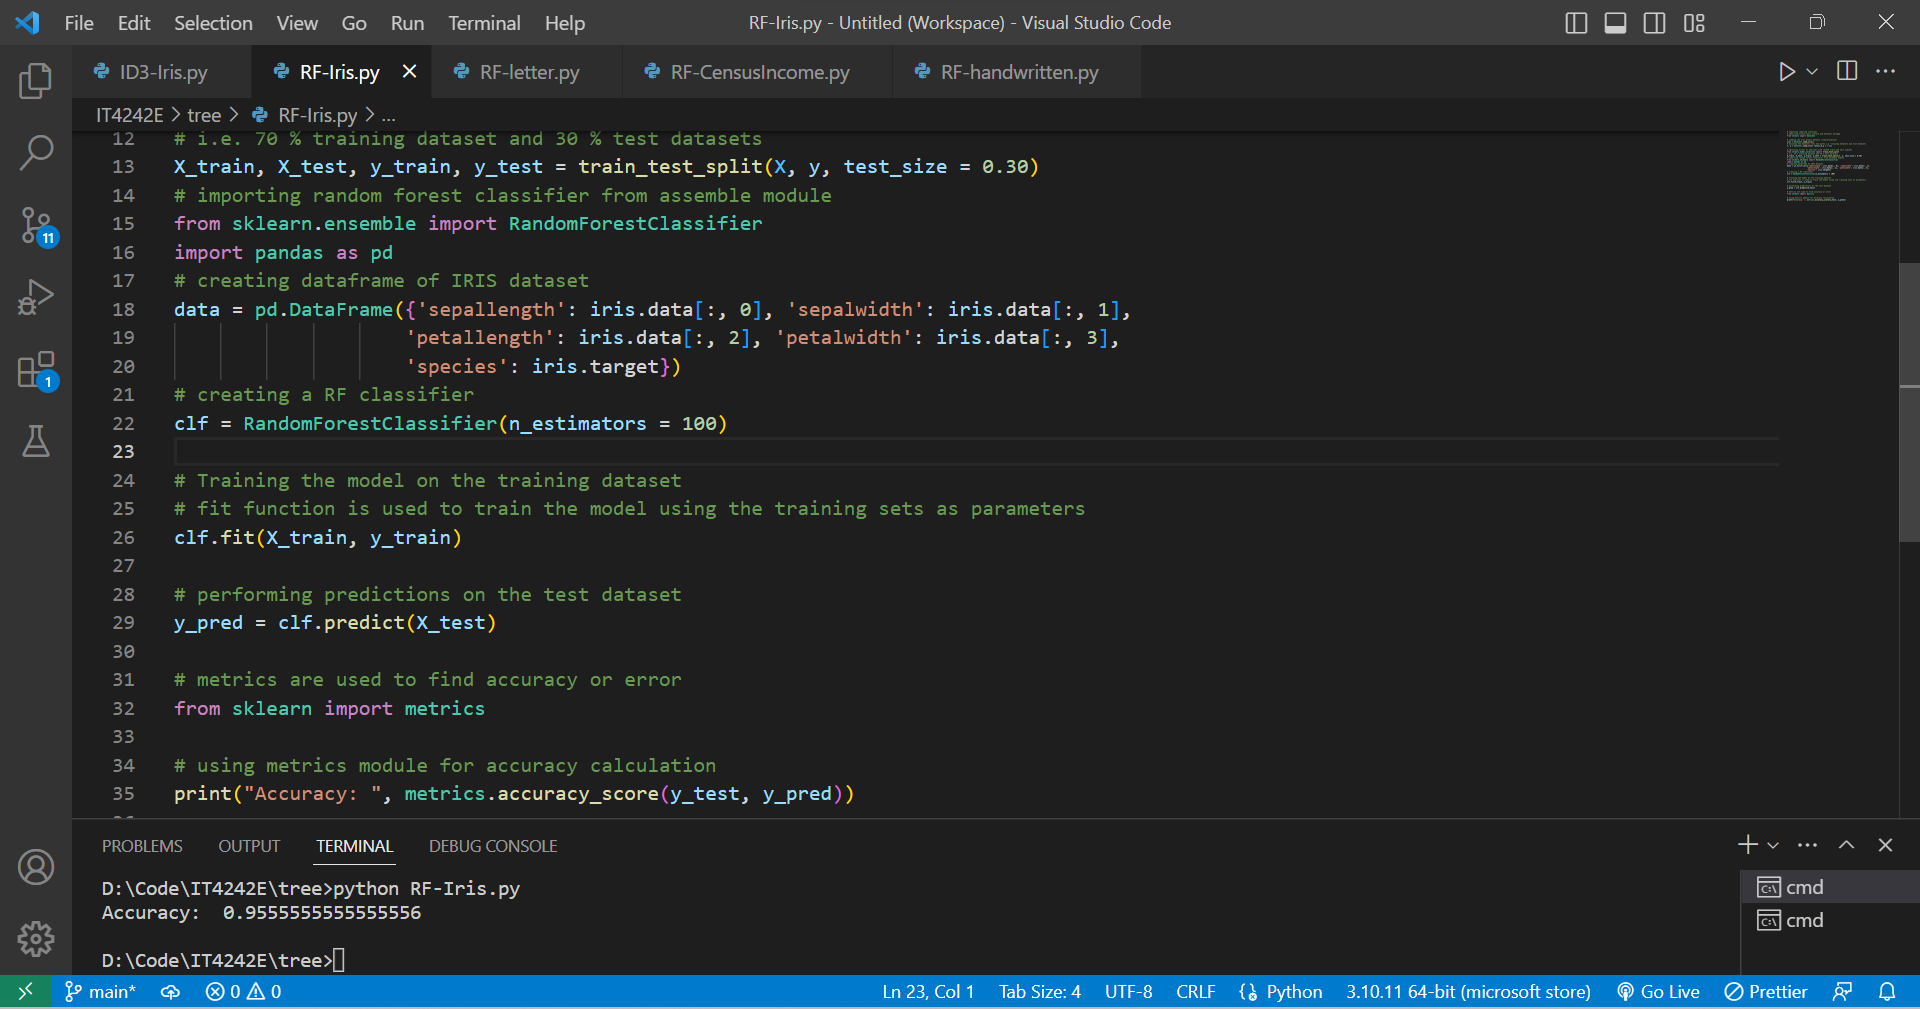 File Edit Selection View Go Run Terminal Help RF-Iris.py - Untitled (Workspace) - Visual Studio Code
ID3-Iris.py RF-Iris.py RF-letter.py RF-CensusIncome.py RF-handwritten.py
IT4242E > tree > RF-Iris.py > ...
12 # i.e. 70 % training dataset and 30 % test datasets
13 X_train, X_test, y_train, y_test = train_test_split(X, y, test_size = 0.30)
14 # importing random forest classifier from assemble module
15 from sklearn.ensemble import RandomForestClassifier
16 import pandas as pd
17 # creating dataframe of IRIS dataset
18 data = pd.DataFrame({'sepallength': iris.data[:, 0], 'sepalwidth': iris.data[:, 1],
19 'petallength': iris.data[:, 2], 'petalwidth': iris.data[:, 3],
20 'species': iris.target})
21 # creating a RF classifier
22 clf = RandomForestClassifier(n_estimators = 100)
23
24 # Training the model on the training dataset
25 # fit function is used to train the model using the training sets as parameters
26 clf.fit(X_train, y_train)
27
28 # performing predictions on the test dataset
29 y_pred = clf.predict(X_test)
30
31 # metrics are used to find accuracy or error
32 from sklearn import metrics
33
34 # using metrics module for accuracy calculation
35 print("Accuracy: ", metrics.accuracy_score(y_test, y_pred))
11
1
PROBLEMS OUTPUT TERMINAL DEBUG CONSOLE
D:\Code\IT4242E\tree>python RF-Iris.py
Accuracy:  0.9555555555555556
D:\Code\IT4242E\tree>
cmd
cmd
main* 0 0 Ln 23, Col 1 Tab Size: 4 UTF-8 CRLF Python 3.10.11 64-bit (microsoft store) Go Live Prettier